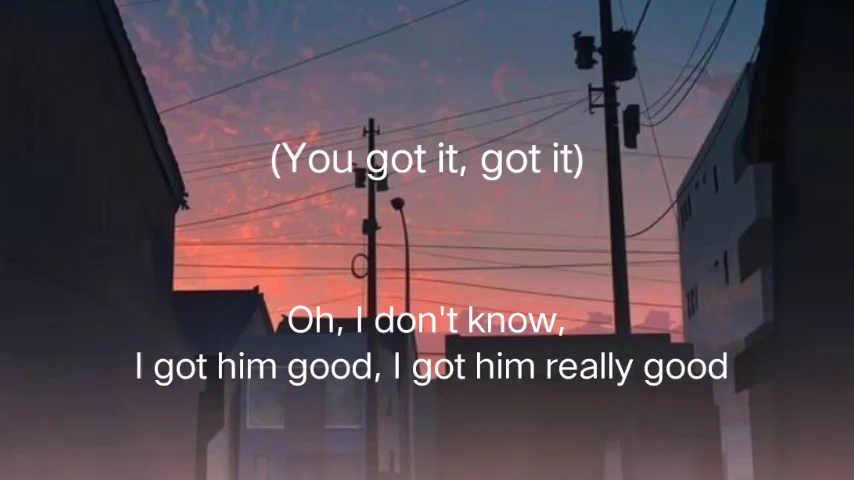 (You got it, got it)
Oh, I don't know,
I got him good, I got him really good